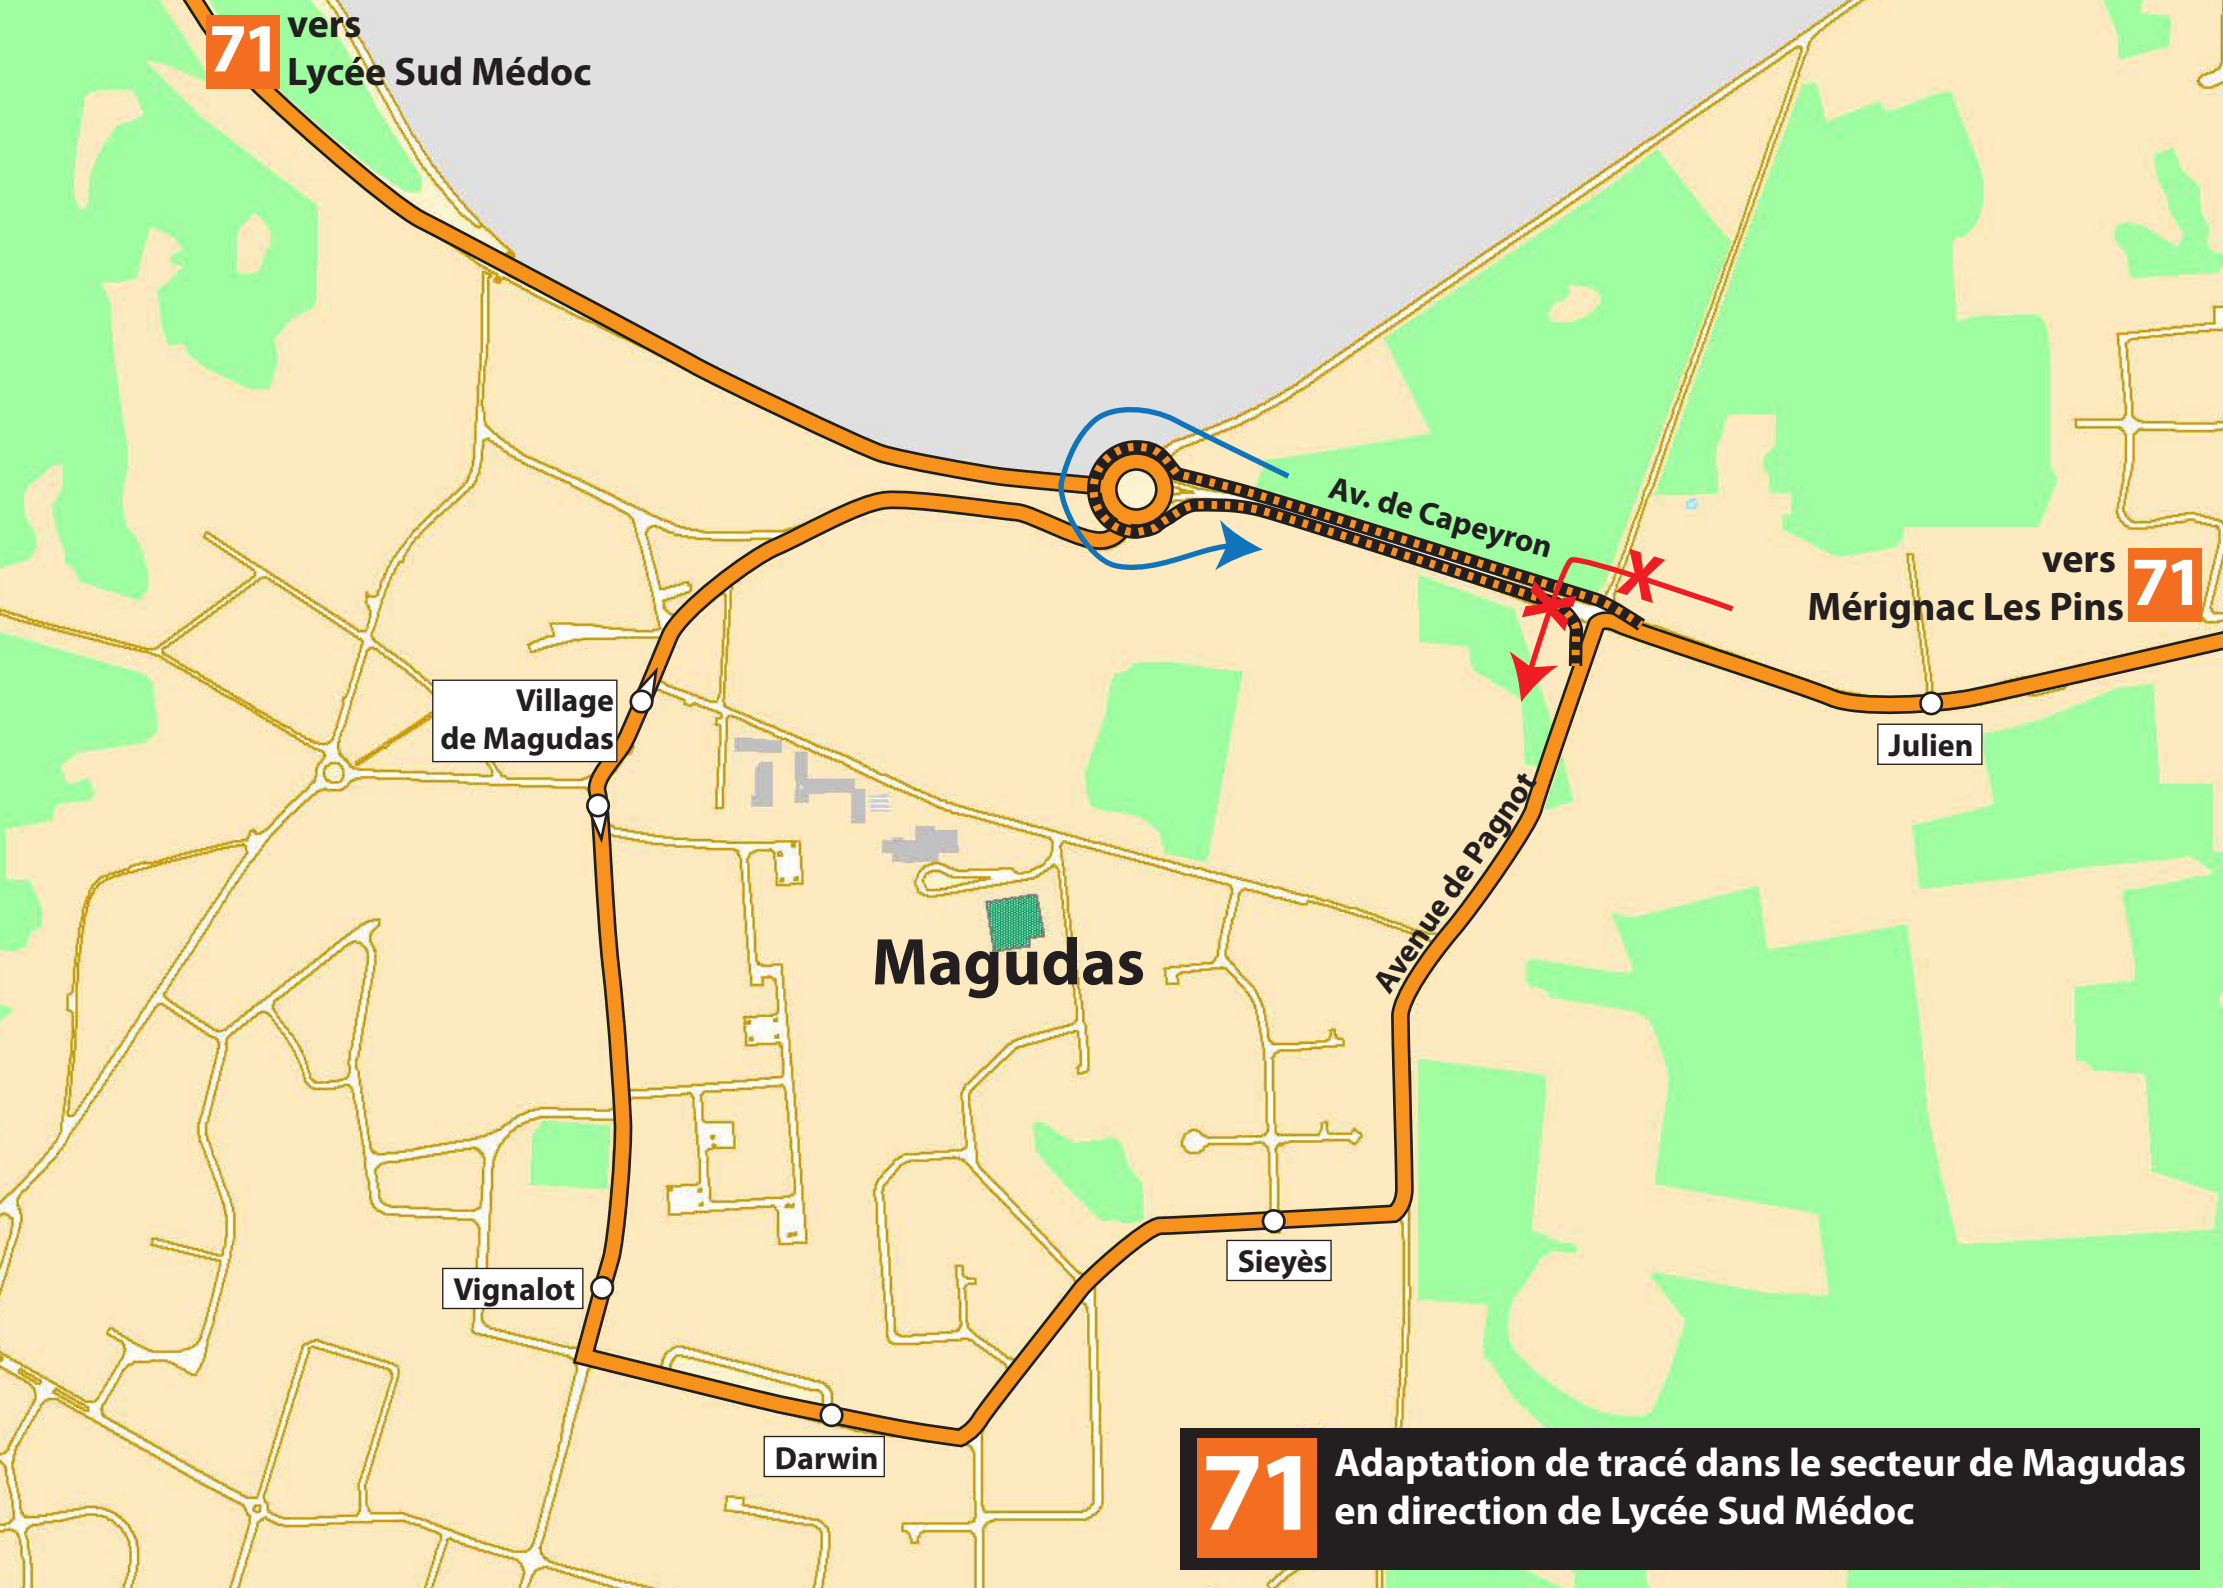 71
vers
Lycée Sud Médoc
Av. de Capeyron
vers
Mérignac Les Pins
71
Village
de Magudas
Julien
Avenue de Pagnot
Magudas
Sieyès
Vignalot
Darwin
71
Adaptation de tracé dans le secteur de Magudas
en direction de Lycée Sud Médoc